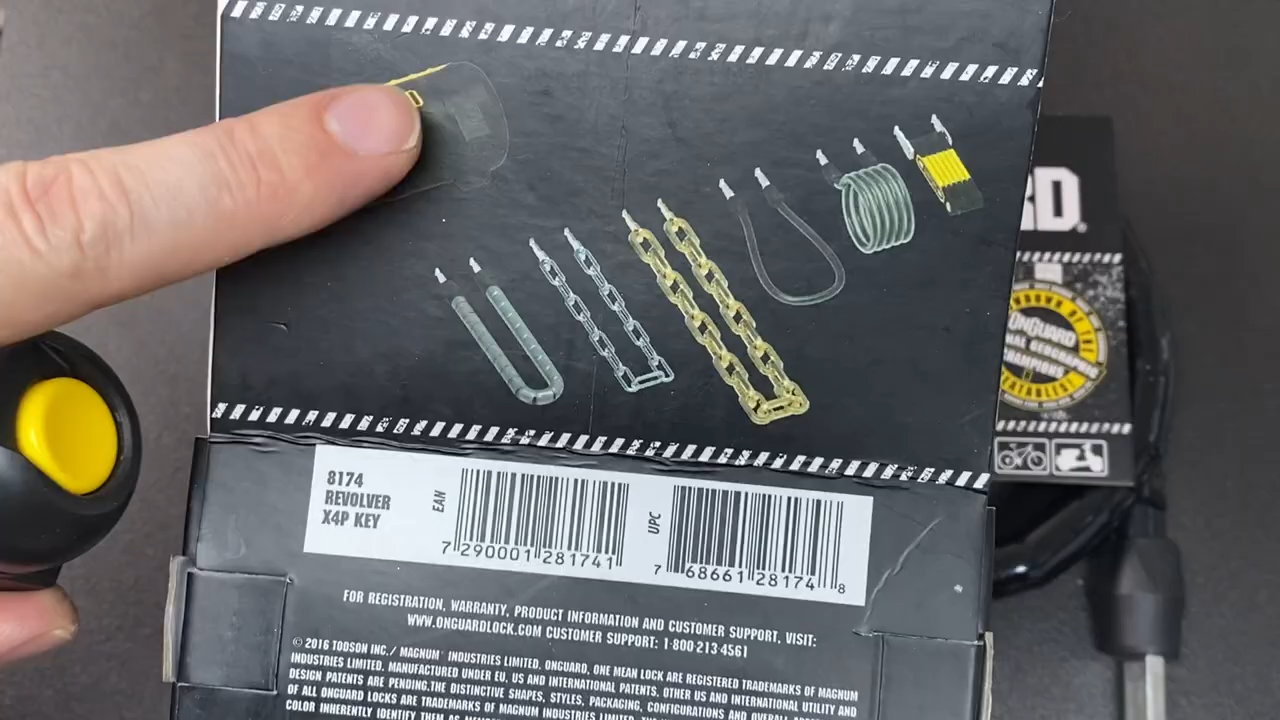 RD.
ONGUARD
CHAMPIONS
8174
REVOLVER
X4P KEY
EAN
7 290001 281741
UPC
7 68661 28174 8
FOR REGISTRATION, WARRANTY, PRODUCT INFORMATION AND CUSTOMER SUPPORT, VISIT:
WWW.ONGUARDLOCK.COM CUSTOMER SUPPORT: 1-800-213-4561
© 2016 TODSON INC./ MAGNUM® INDUSTRIES LIMITED. ONGUARD, ONE MEAN LOCK ARE REGISTERED TRADEMARKS OF MAGNUM
INDUSTRIES LIMITED. MANUFACTURED UNDER EU, US AND INTERNATIONAL PATENTS. OTHER US AND INTERNATIONAL UTILITY AND
DESIGN PATENTS ARE PENDING.THE DISTINCTIVE SHAPES, STYLES, PACKAGING, CONFIGURATIONS AND OVERALL
OF ALL ONGUARD LOCKS ARE TRADEMARKS OF MAGNUM INDUSTRIES LIMITED.
COLOR INHERENTLY IDENTIFY THEM AS